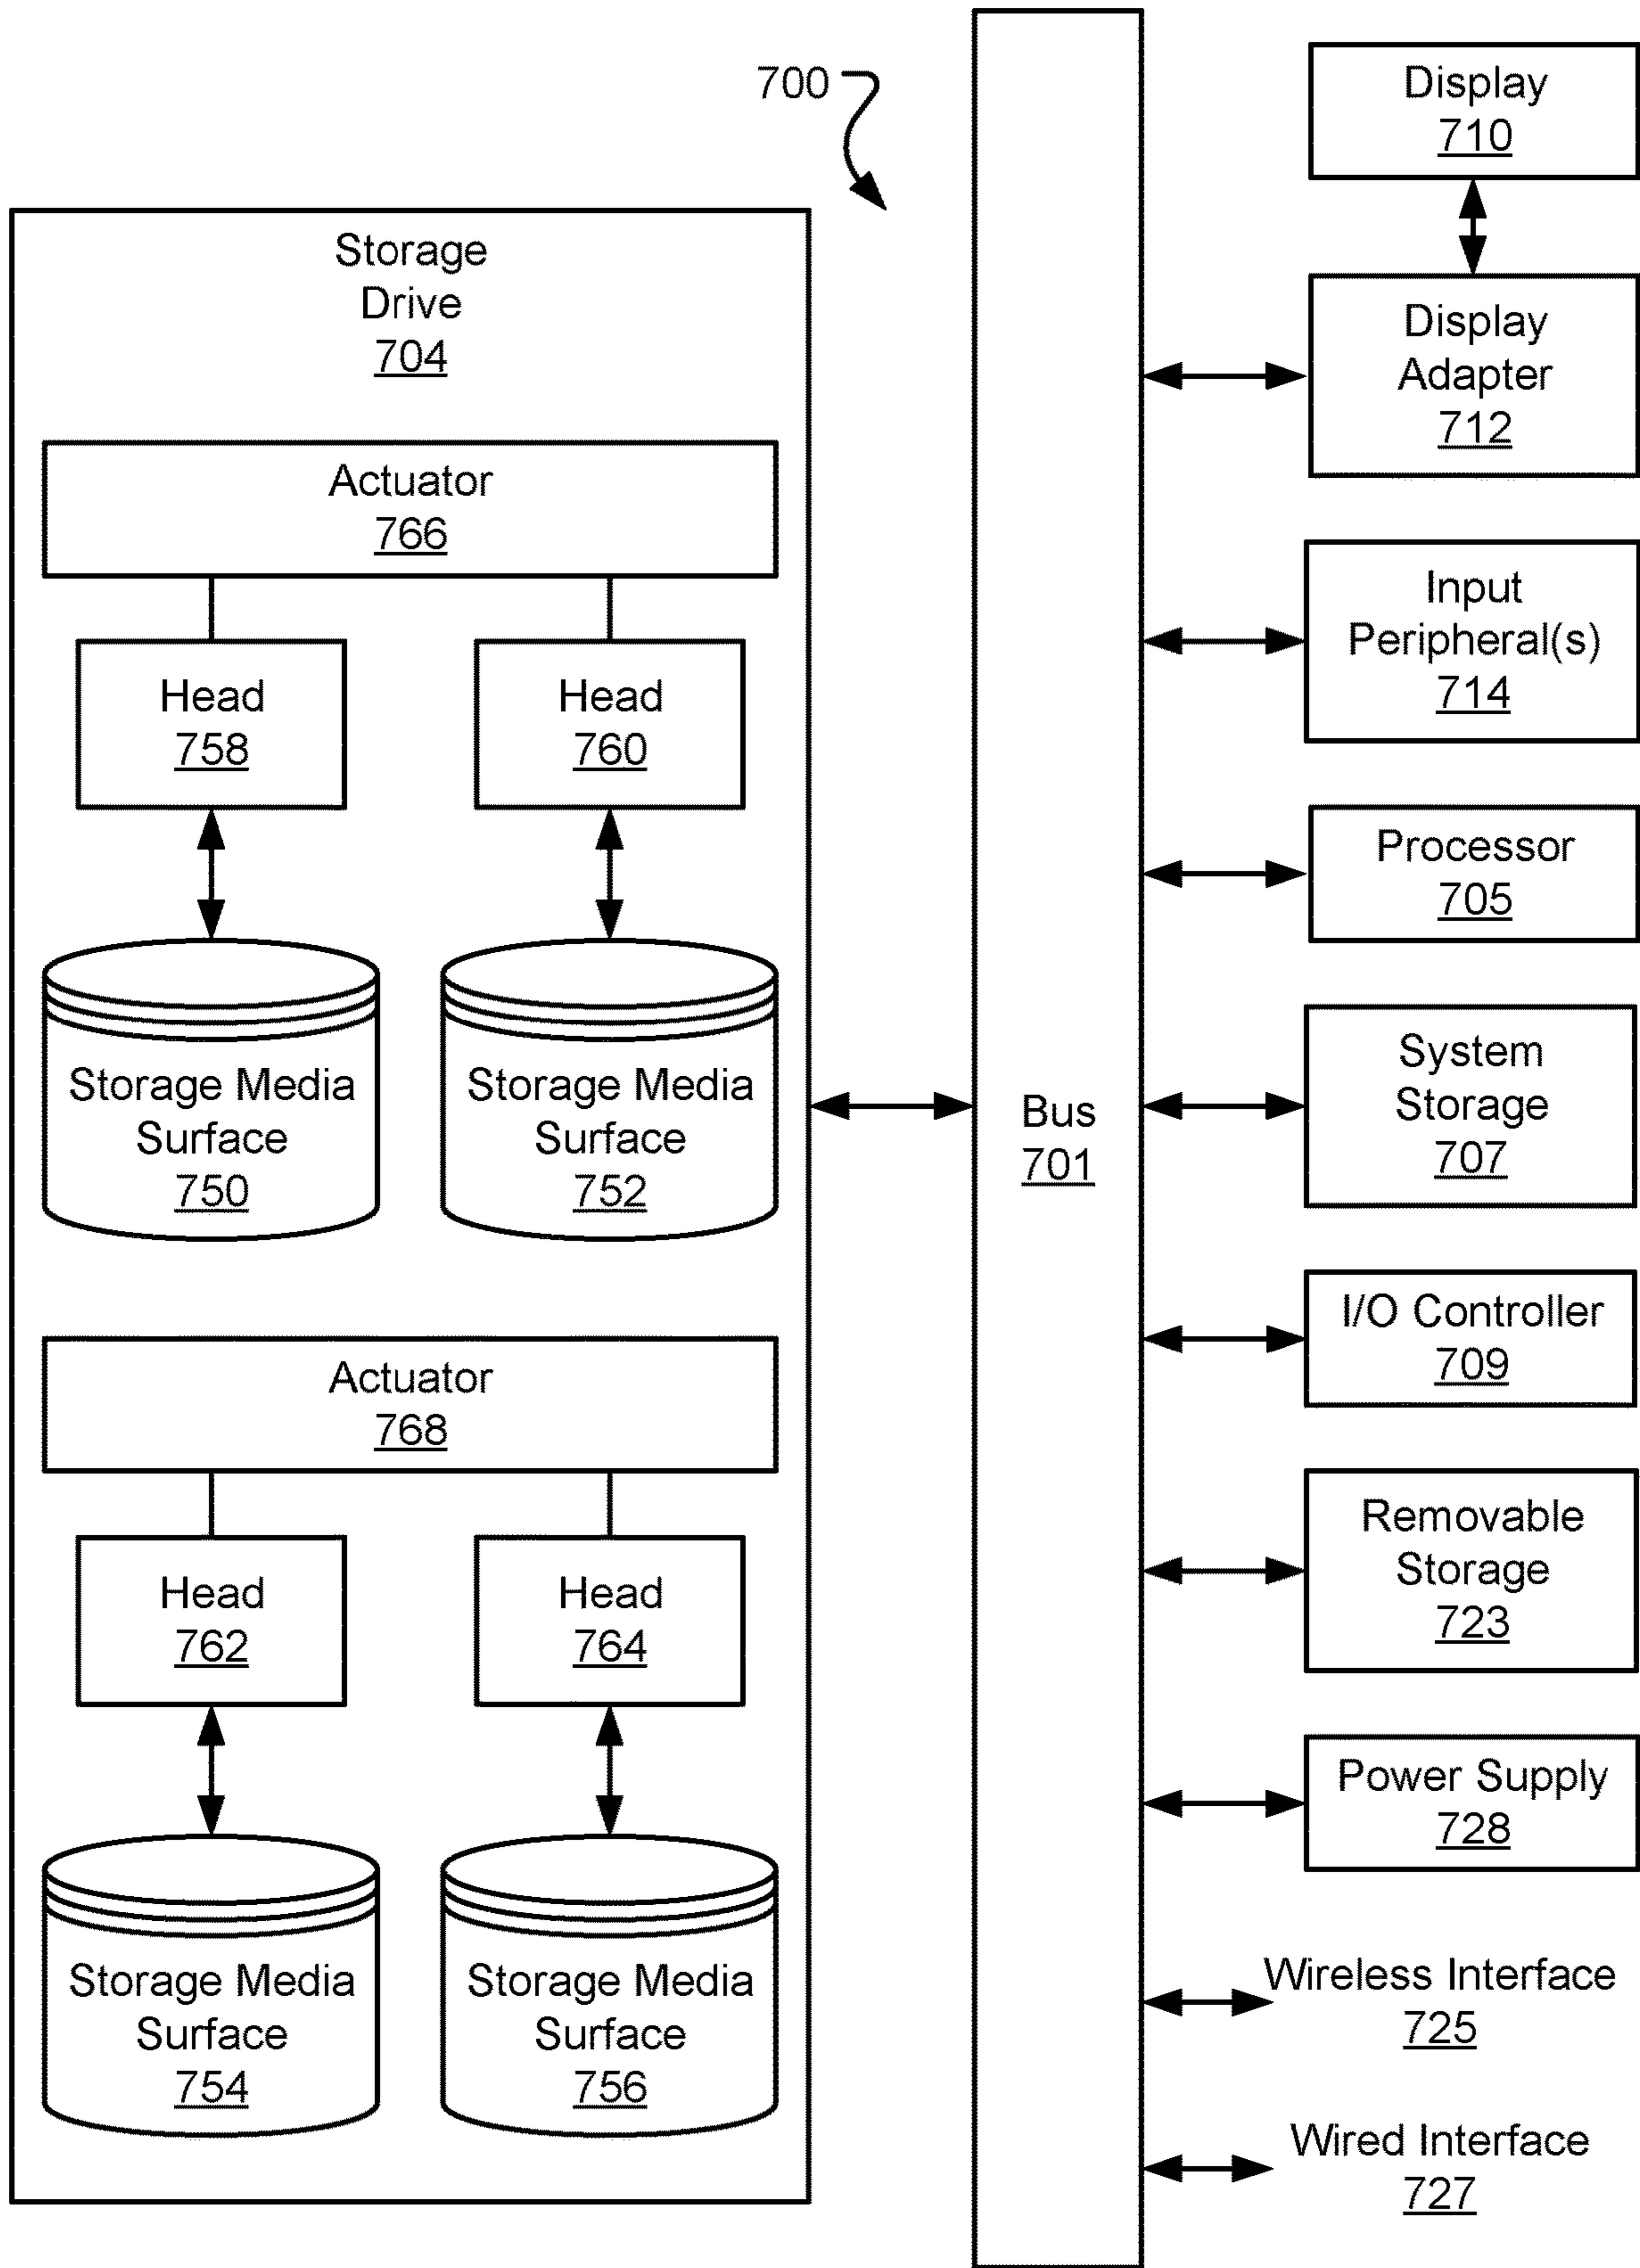 700
Storage
Drive
704
Actuator
766
Head
758
Head
760
Storage Media
Surface
750
Storage Media
Surface
752
Actuator
768
Head
762
Head
764
Storage Media
Surface
754
Storage Media
Surface
756
Bus
701
Display
710
Display
Adapter
712
Input
Peripheral(s)
714
Processor
705
System
Storage
707
I/O Controller
709
Removable
Storage
723
Power Supply
728
Wireless Interface
725
Wired Interface
727